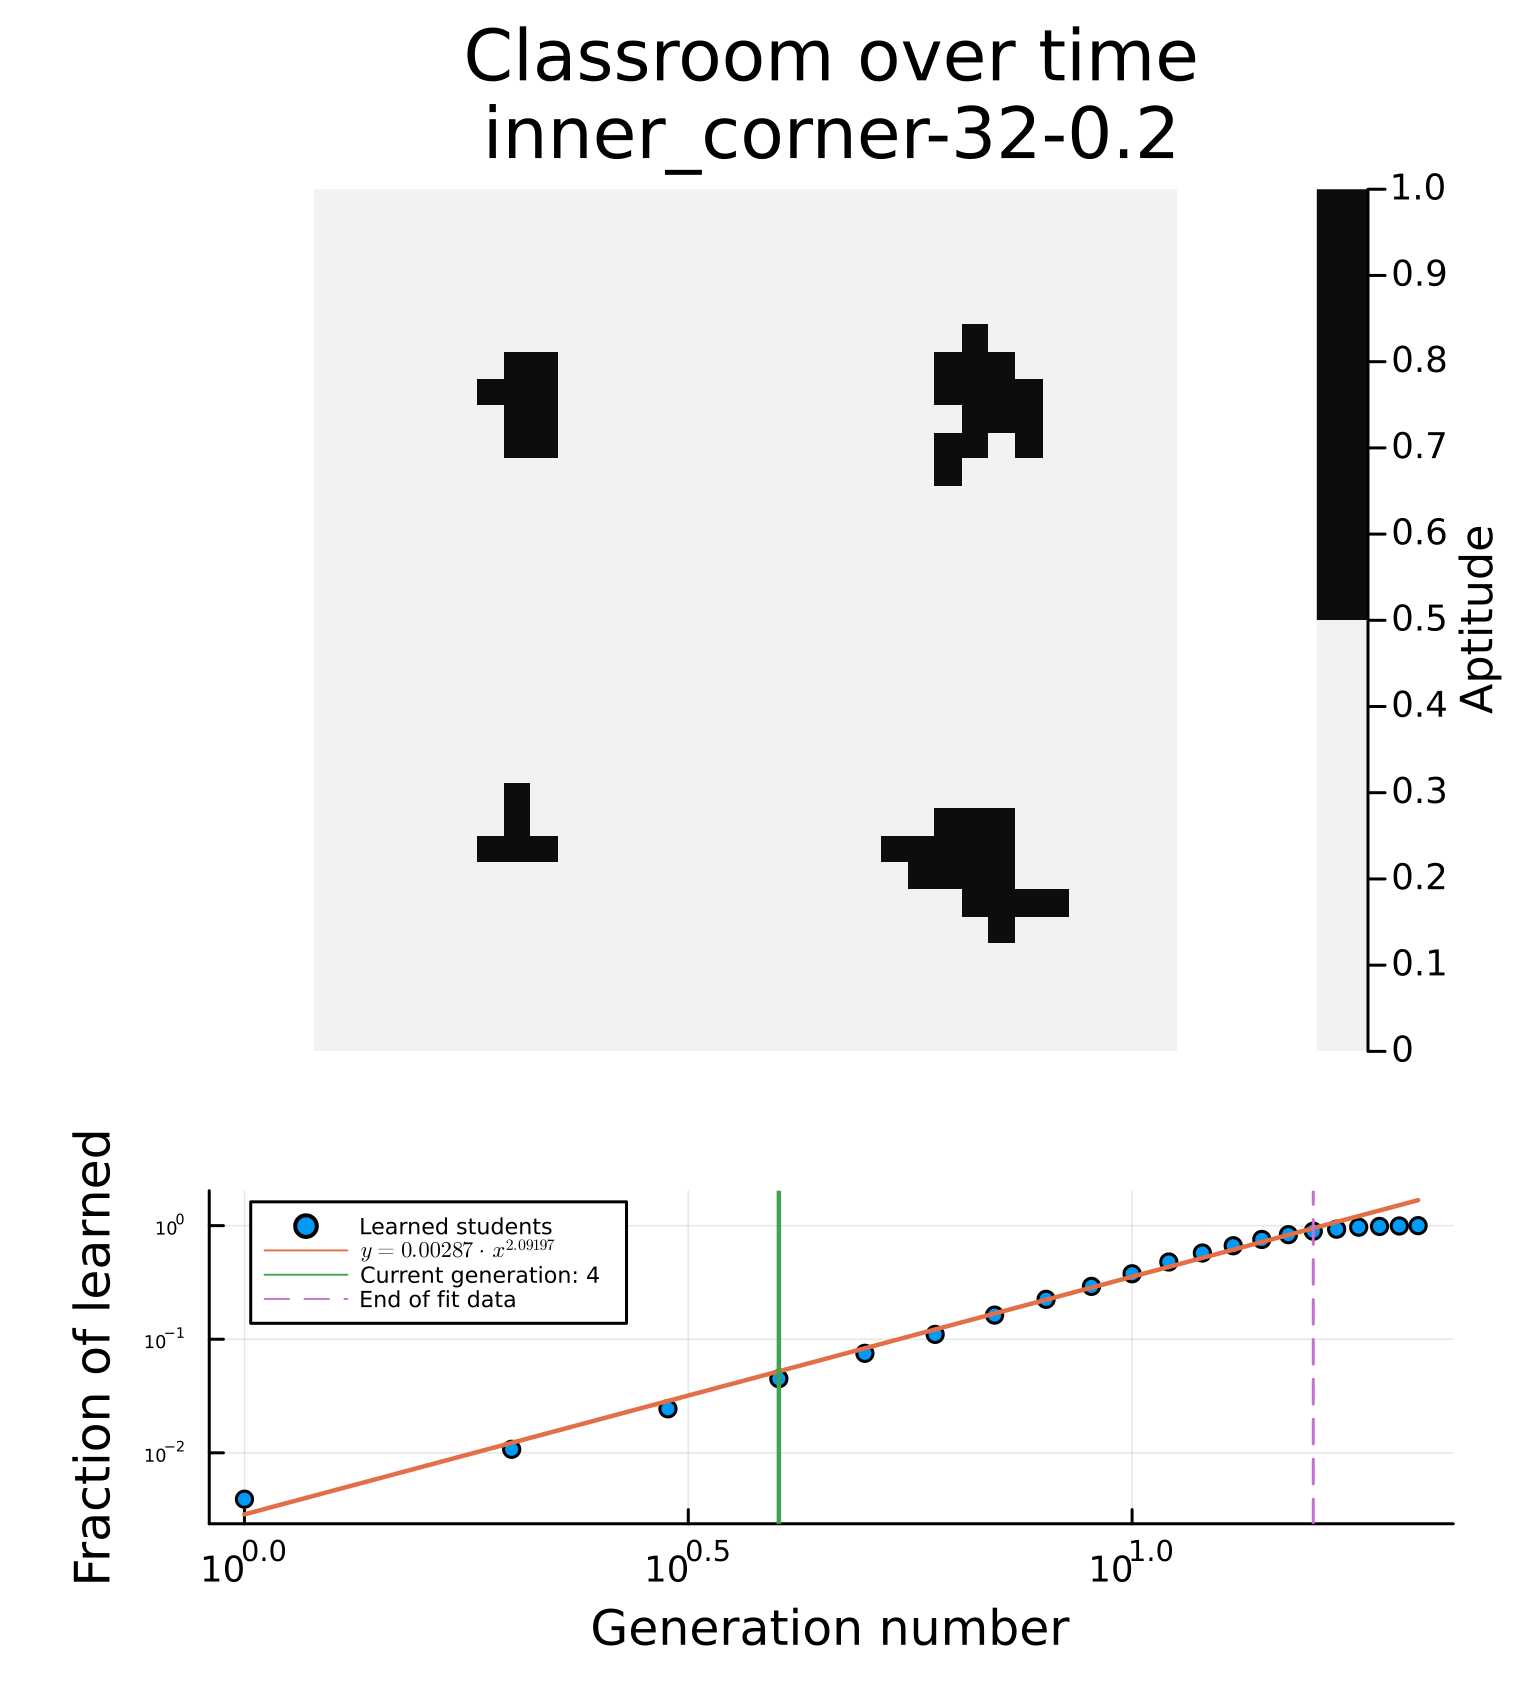 Classroom over time
inner_corner-32-0.2
1.0
0.9
0.8
0.7
0.6
0.5
0.4
0.3
0.2
0.1
0
Aptitude
Fraction of learned
10⁰
10⁻¹
10⁻²
Learned students
y = 0.00287 · x^2.09197
Current generation: 4
End of fit data
10^0.0
10^0.5
10^1.0
Generation number